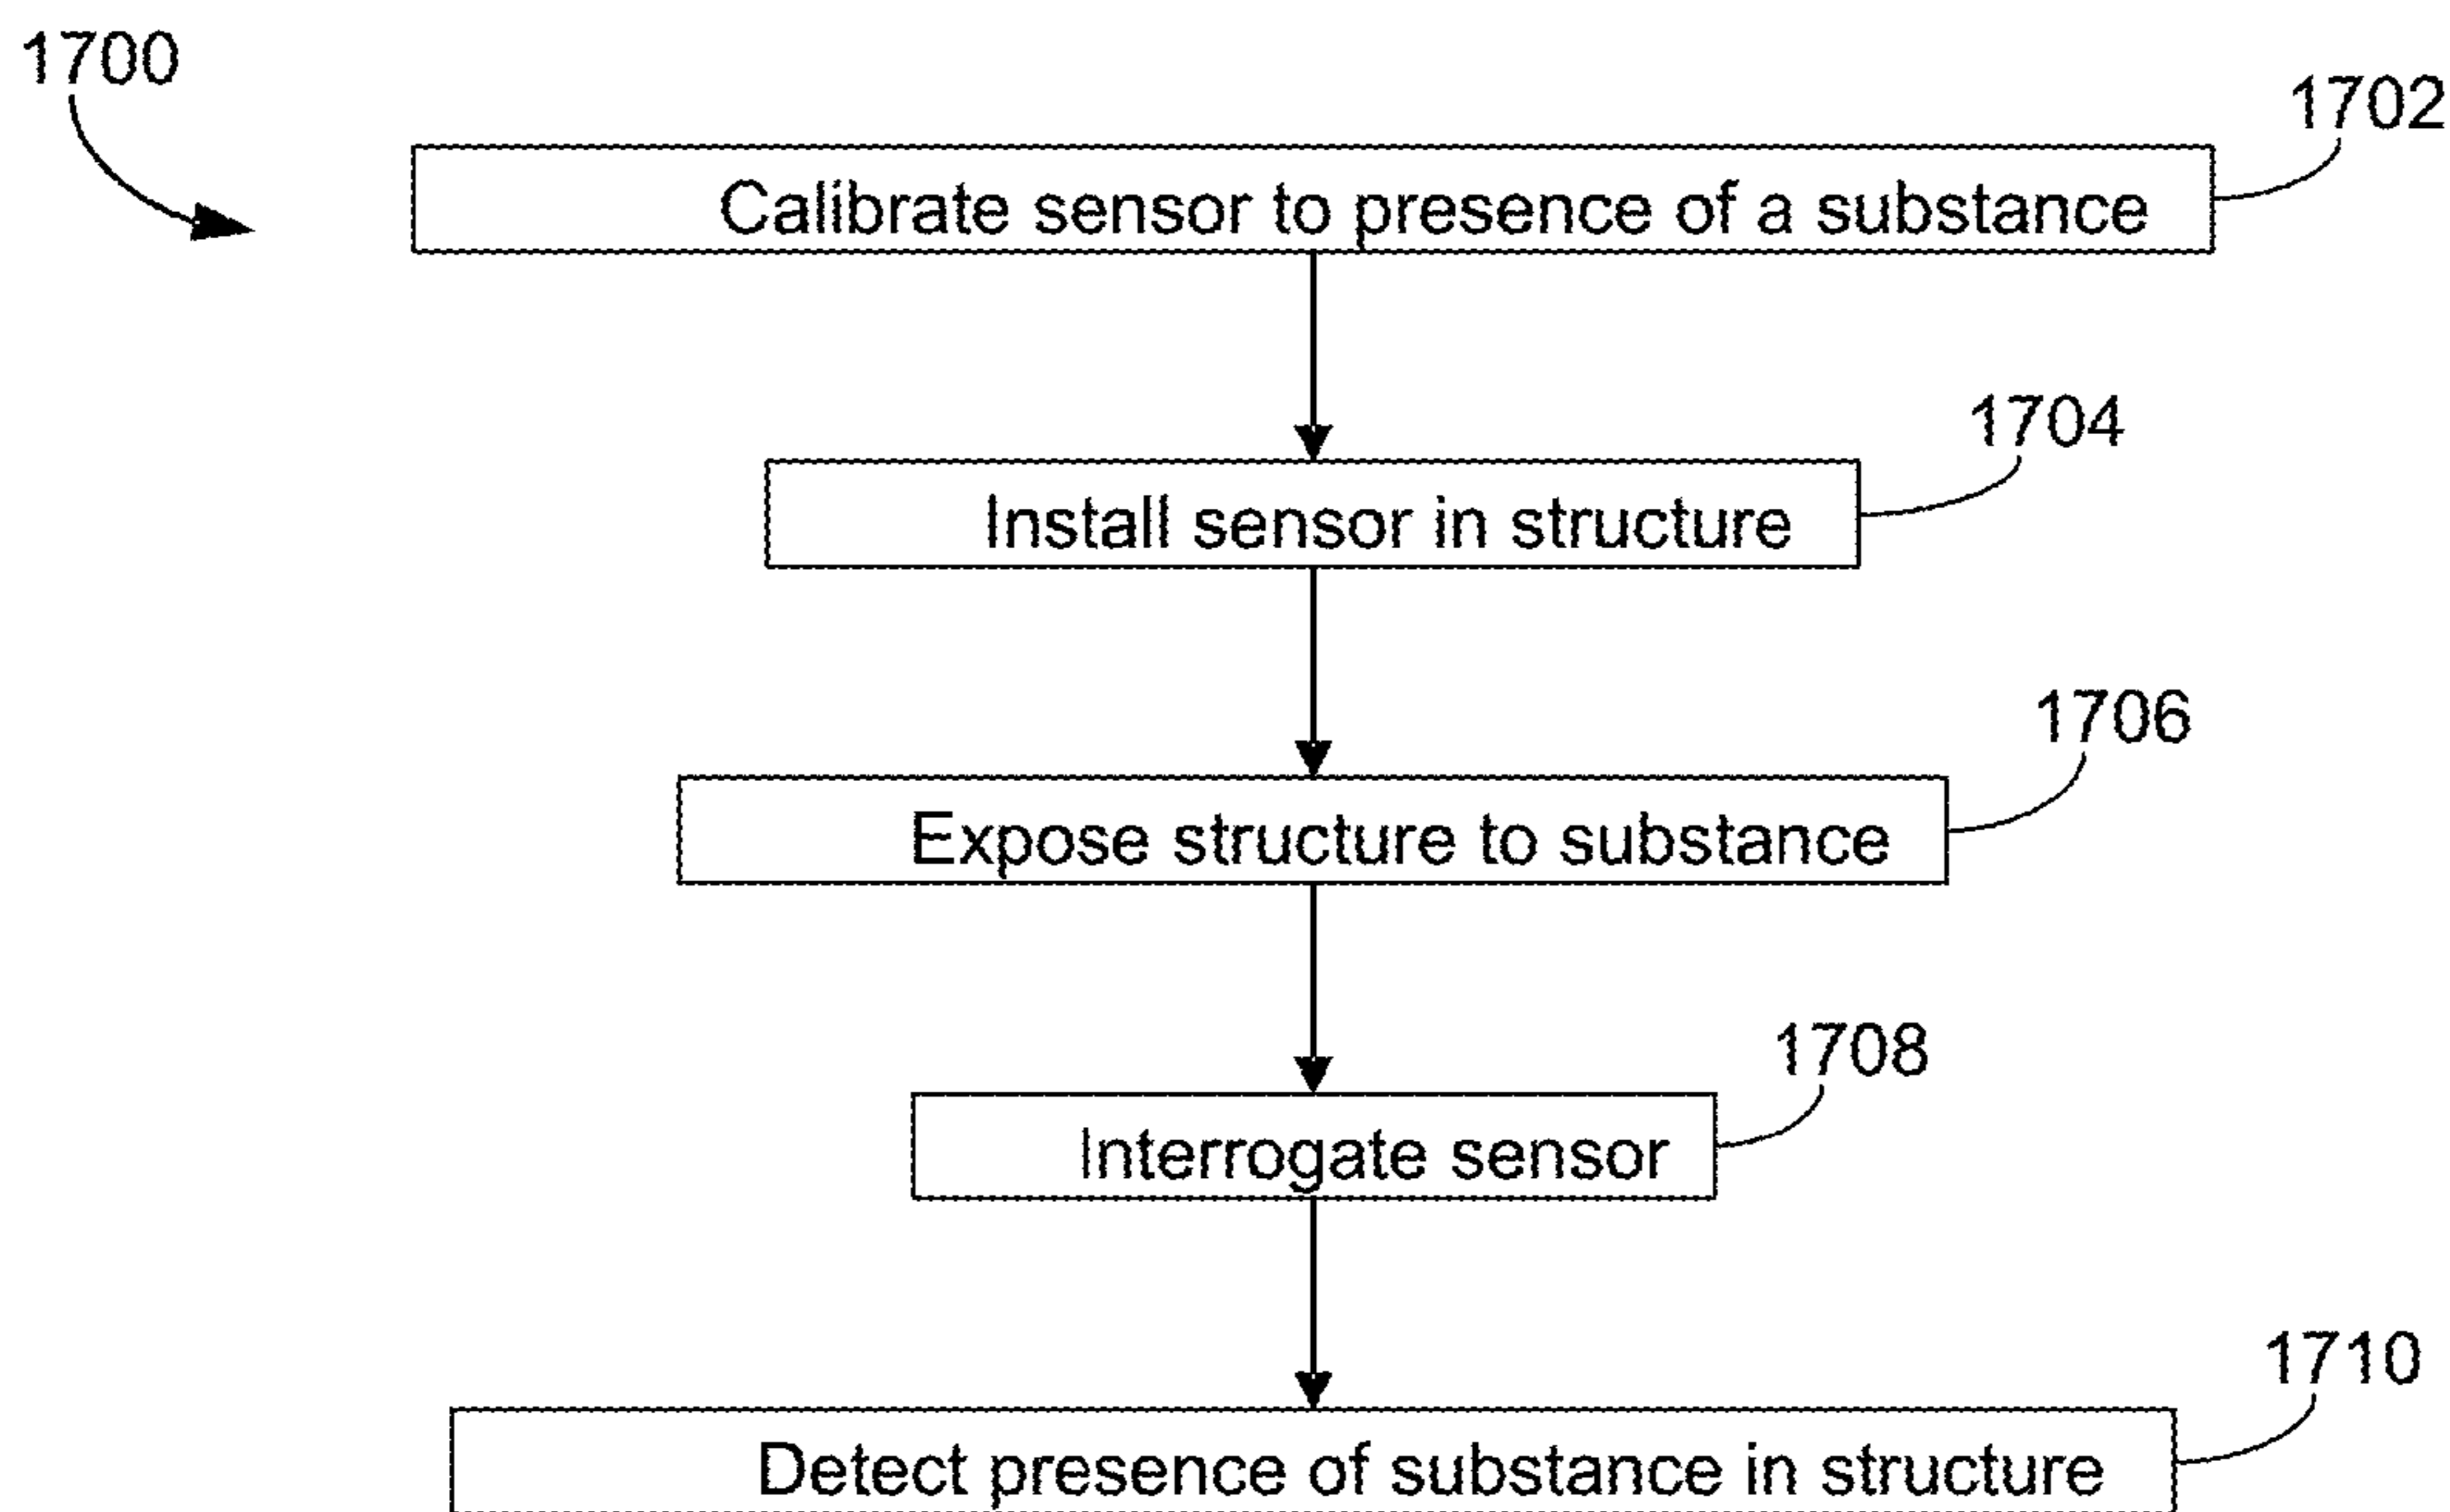 1700
1702
Calibrate sensor to presence of a substance
1704
Install sensor in structure
1706
Expose structure to substance
1708
Interrogate sensor
1710
Detect presence of substance in structure